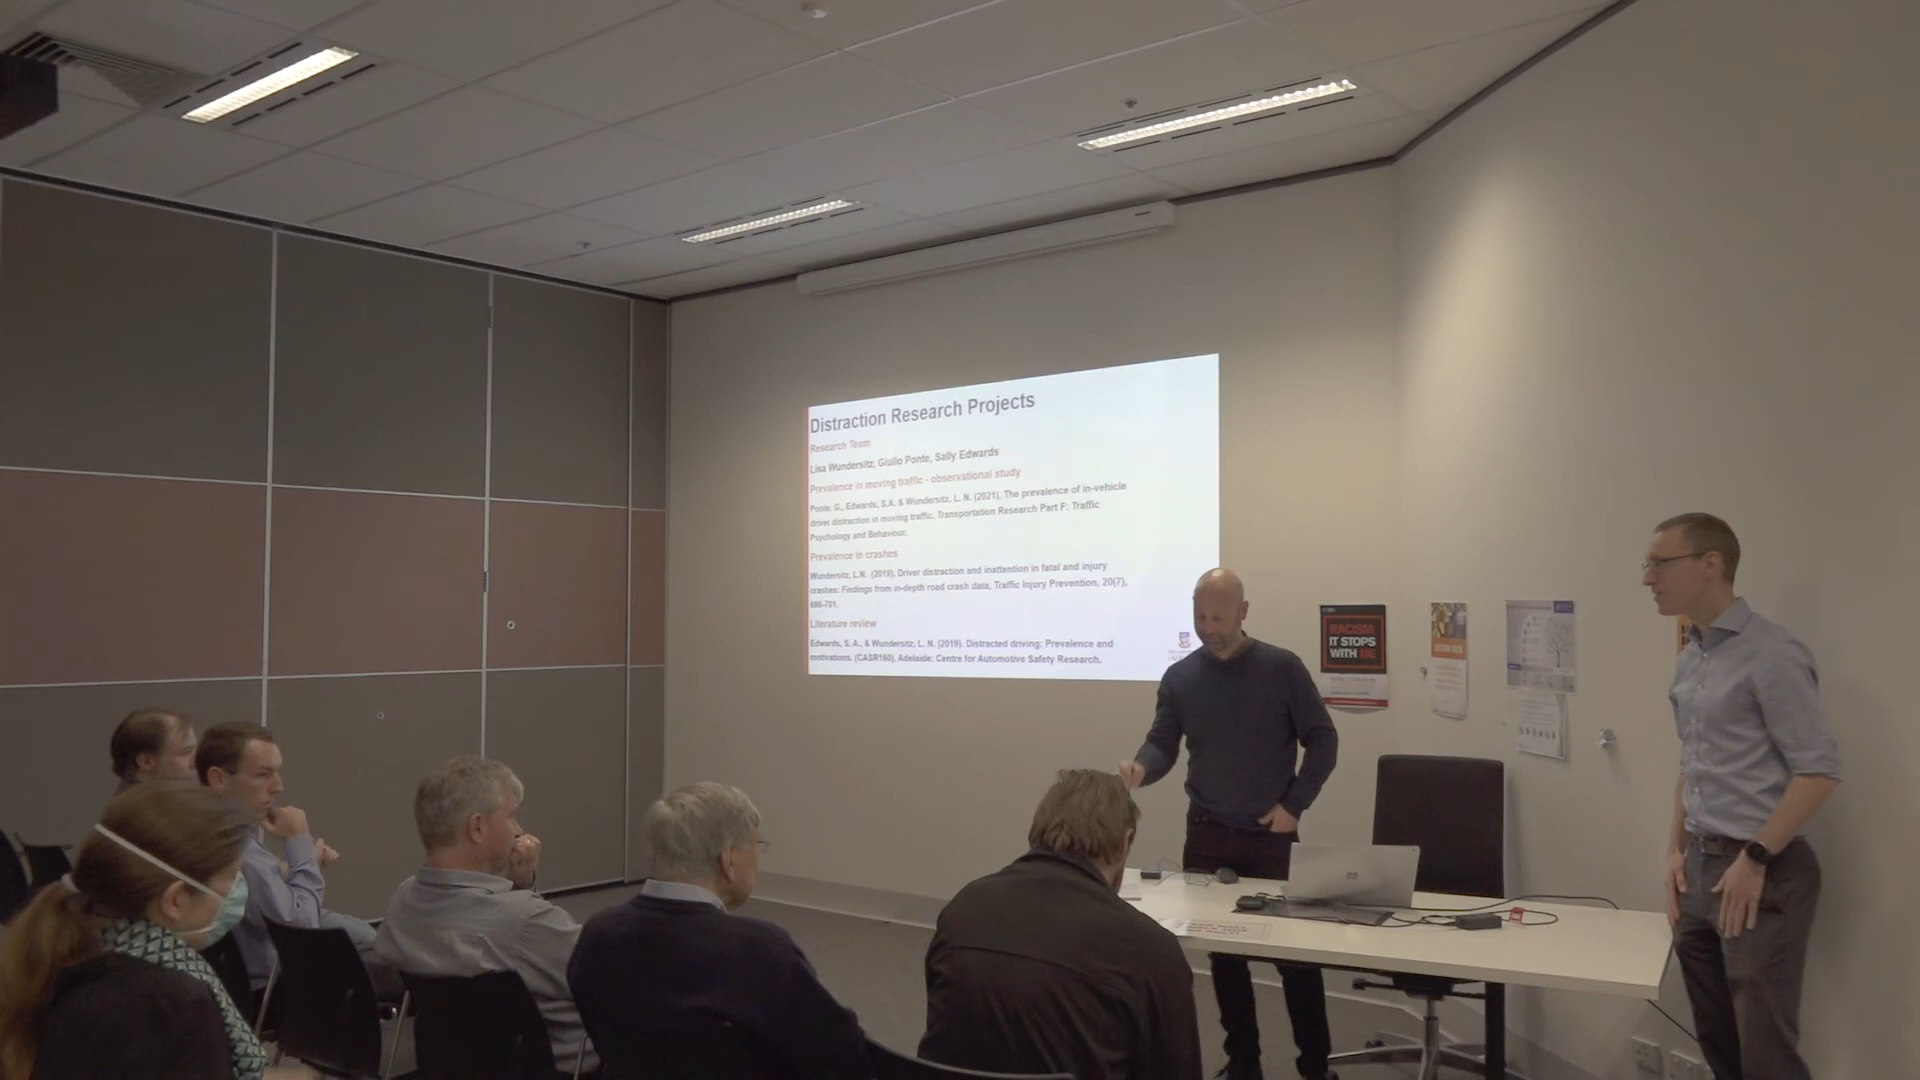 Distraction Research Projects
Research Team
Lisa Wundersitz, Giulio Ponte, Sally Edwards
Prevalence in moving traffic - observational study
Ponte, G., Edwards, S.A. & Wundersitz, L. N. (2021). The prevalence of in-vehicle
driver distraction in moving traffic. Transportation Research Part F: Traffic
Psychology and Behaviour.
Prevalence in crashes
Wundersitz, L.N. (2019). Driver distraction and inattention in fatal and injury
crashes: Findings from in-depth road crash data, Traffic Injury Prevention, 20(7),
696-701.
Literature review
Edwards, S. A., & Wundersitz, L. N. (2019). Distracted driving: Prevalence and
motivations. (CASR160). Adelaide: Centre for Automotive Safety Research.
RACISM.
IT STOPS
WITH ME